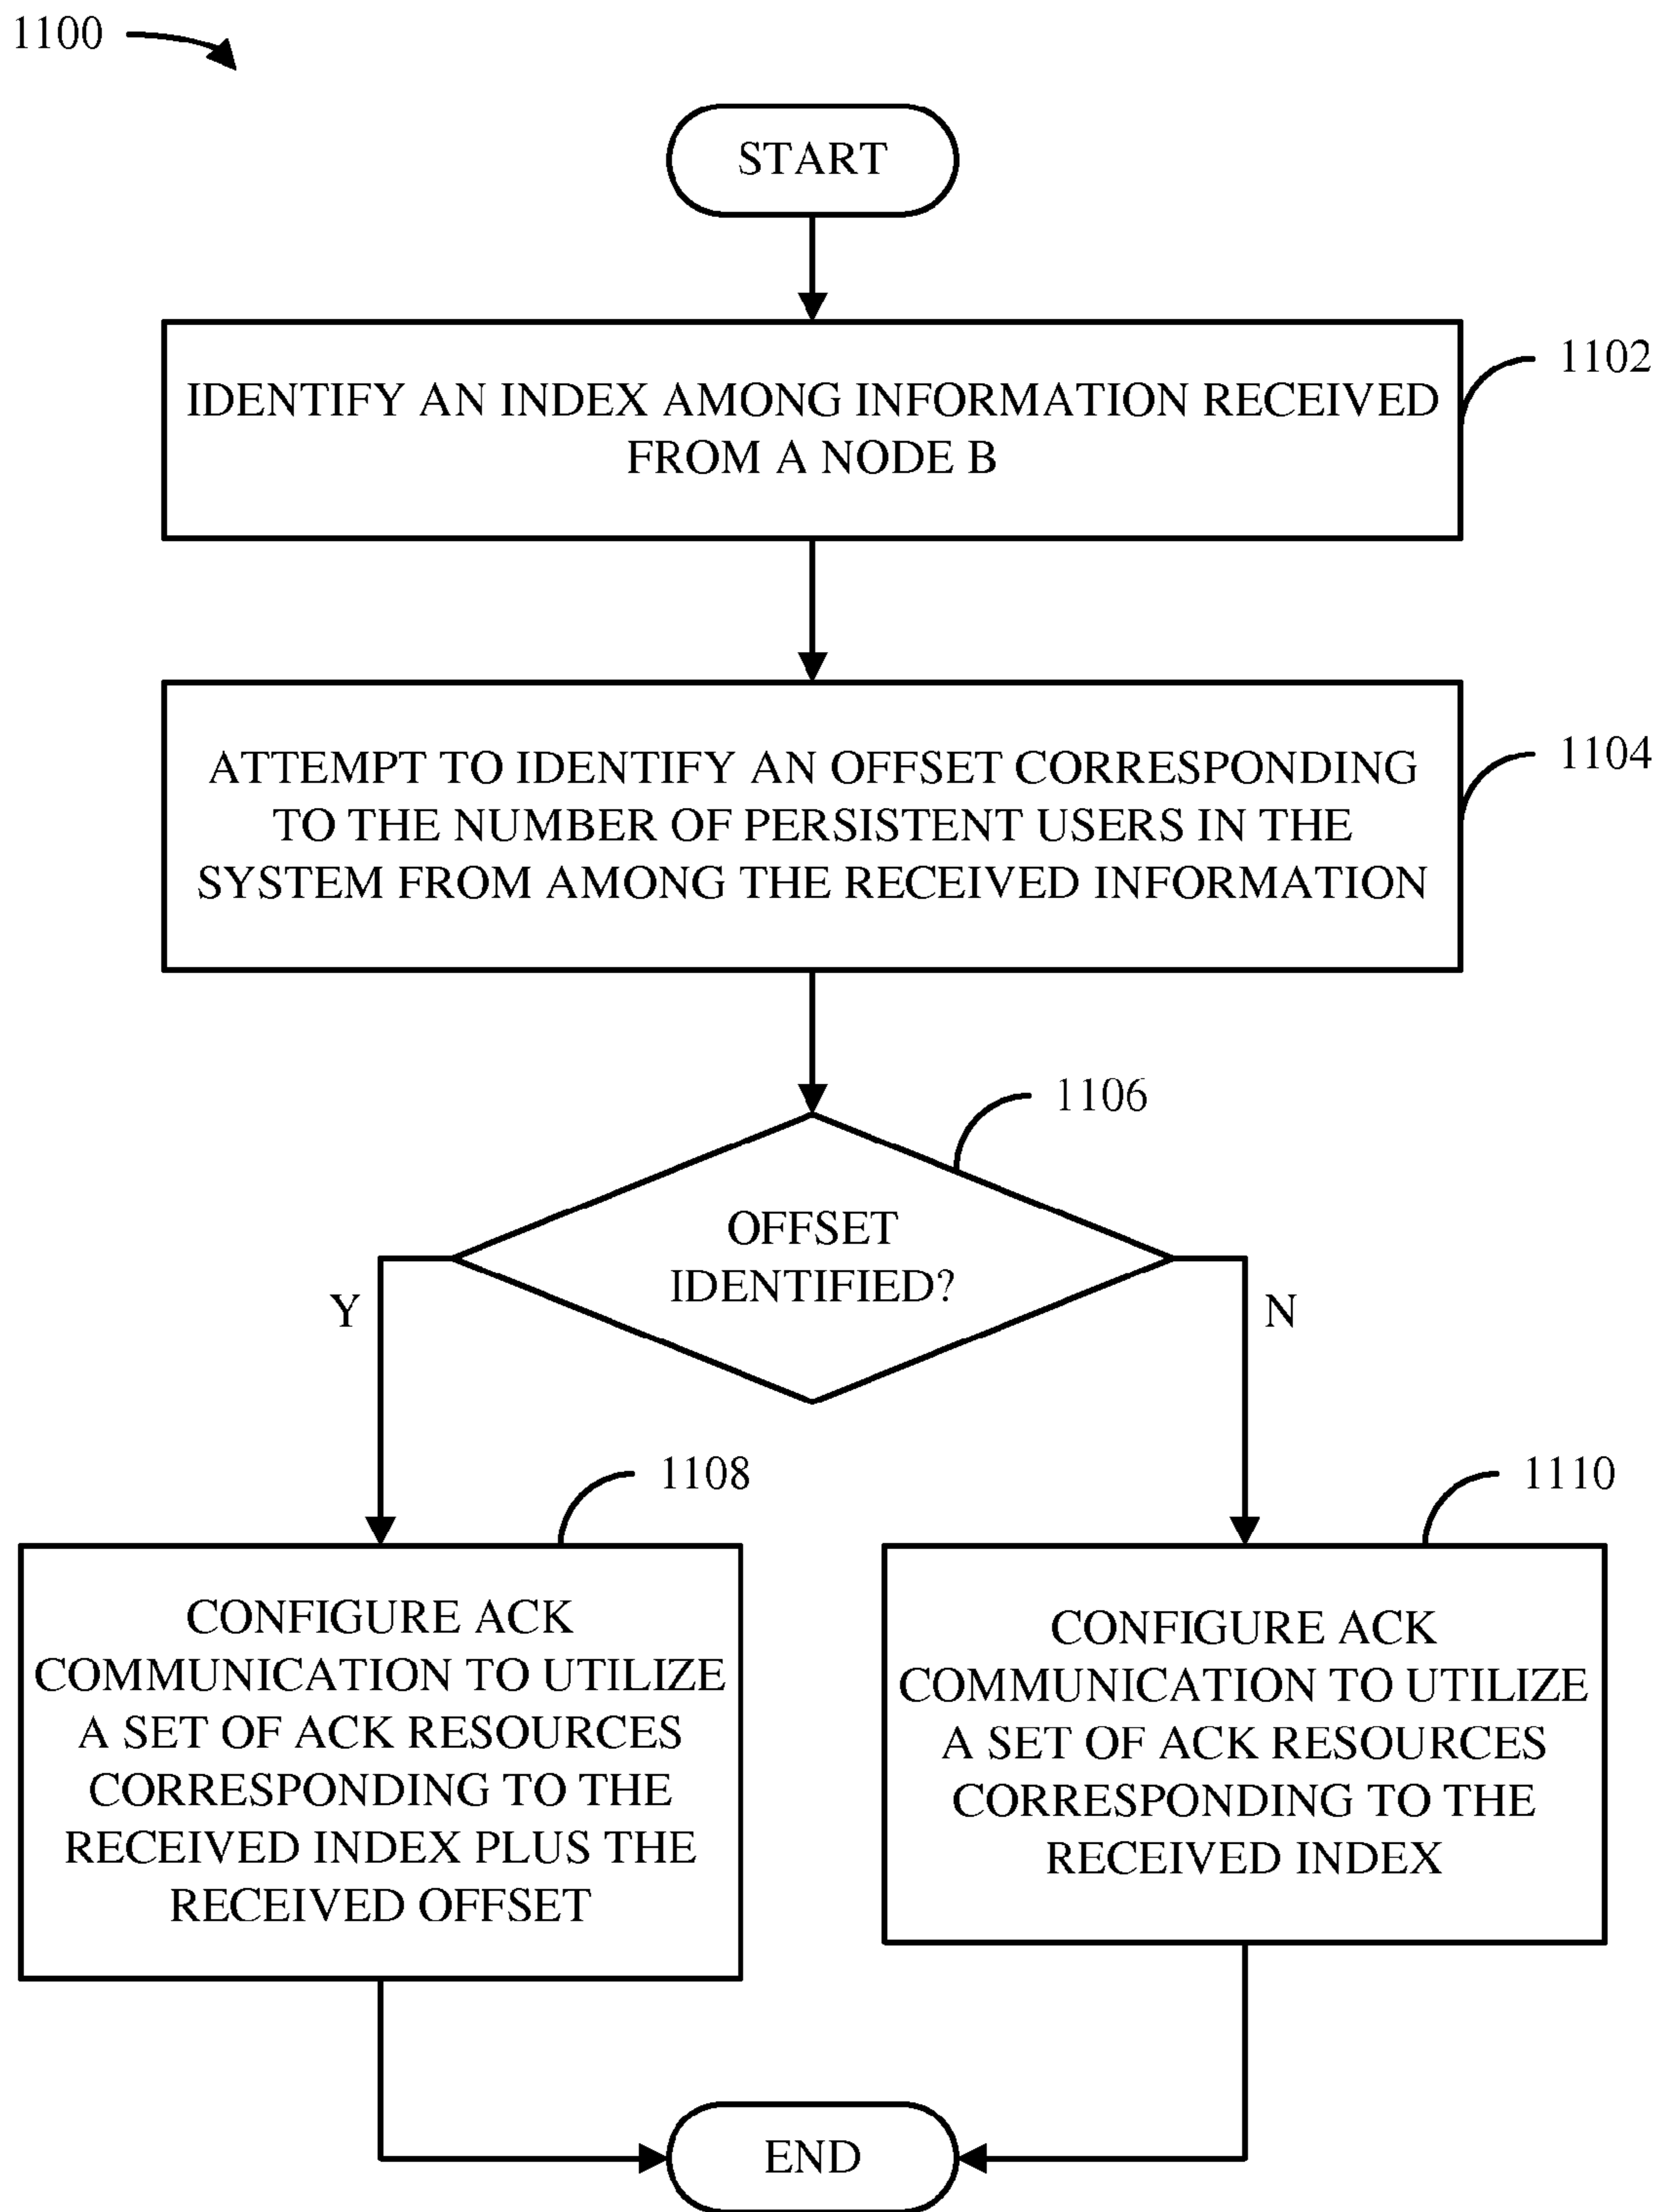 1100
START
IDENTIFY AN INDEX AMONG INFORMATION RECEIVED
FROM A NODE B
1102
ATTEMPT TO IDENTIFY AN OFFSET CORRESPONDING
TO THE NUMBER OF PERSISTENT USERS IN THE
SYSTEM FROM AMONG THE RECEIVED INFORMATION
1104
1106
OFFSET
IDENTIFIED?
Y
N
1108
CONFIGURE ACK
COMMUNICATION TO UTILIZE
A SET OF ACK RESOURCES
CORRESPONDING TO THE
RECEIVED INDEX PLUS THE
RECEIVED OFFSET
1110
CONFIGURE ACK
COMMUNICATION TO UTILIZE
A SET OF ACK RESOURCES
CORRESPONDING TO THE
RECEIVED INDEX
END